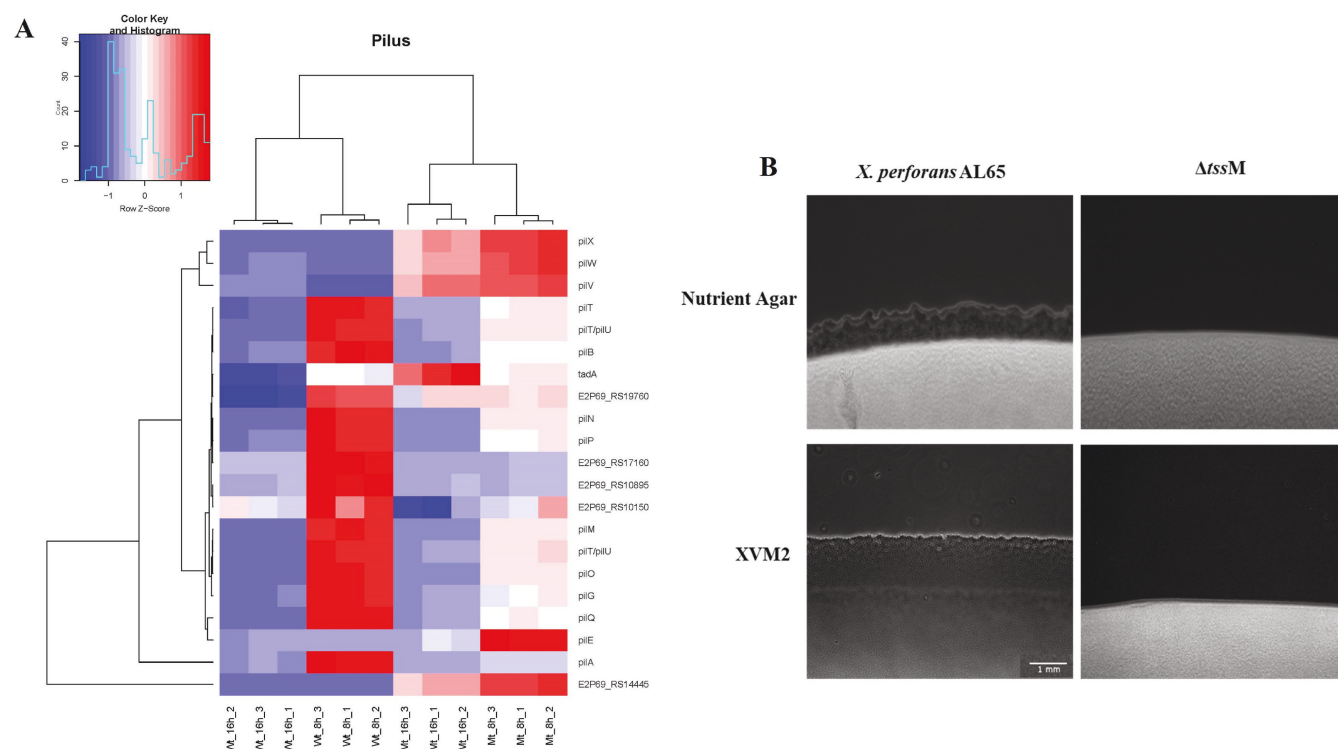 A
Color Key
and Histogram
Count
0 10 20 30 40
−1 0 1
Row Z−Score
Pilus
pilX
pilW
pilV
pilT
pilT/pilU
pilB
tadA
E2P69_RS19760
pilN
pilP
E2P69_RS17160
E2P69_RS10895
E2P69_RS10150
pilM
pilT/pilU
pilO
pilG
pilQ
pilE
pilA
E2P69_RS14445
Wt_16h_2
Wt_16h_3
Wt_16h_1
Wt_8h_3
Wt_8h_1
Wt_8h_2
Mt_16h_3
Mt_16h_1
Mt_16h_2
Mt_8h_3
Mt_8h_1
Mt_8h_2
B
X. perforans AL65
ΔtssM
Nutrient Agar
XVM2
1 mm